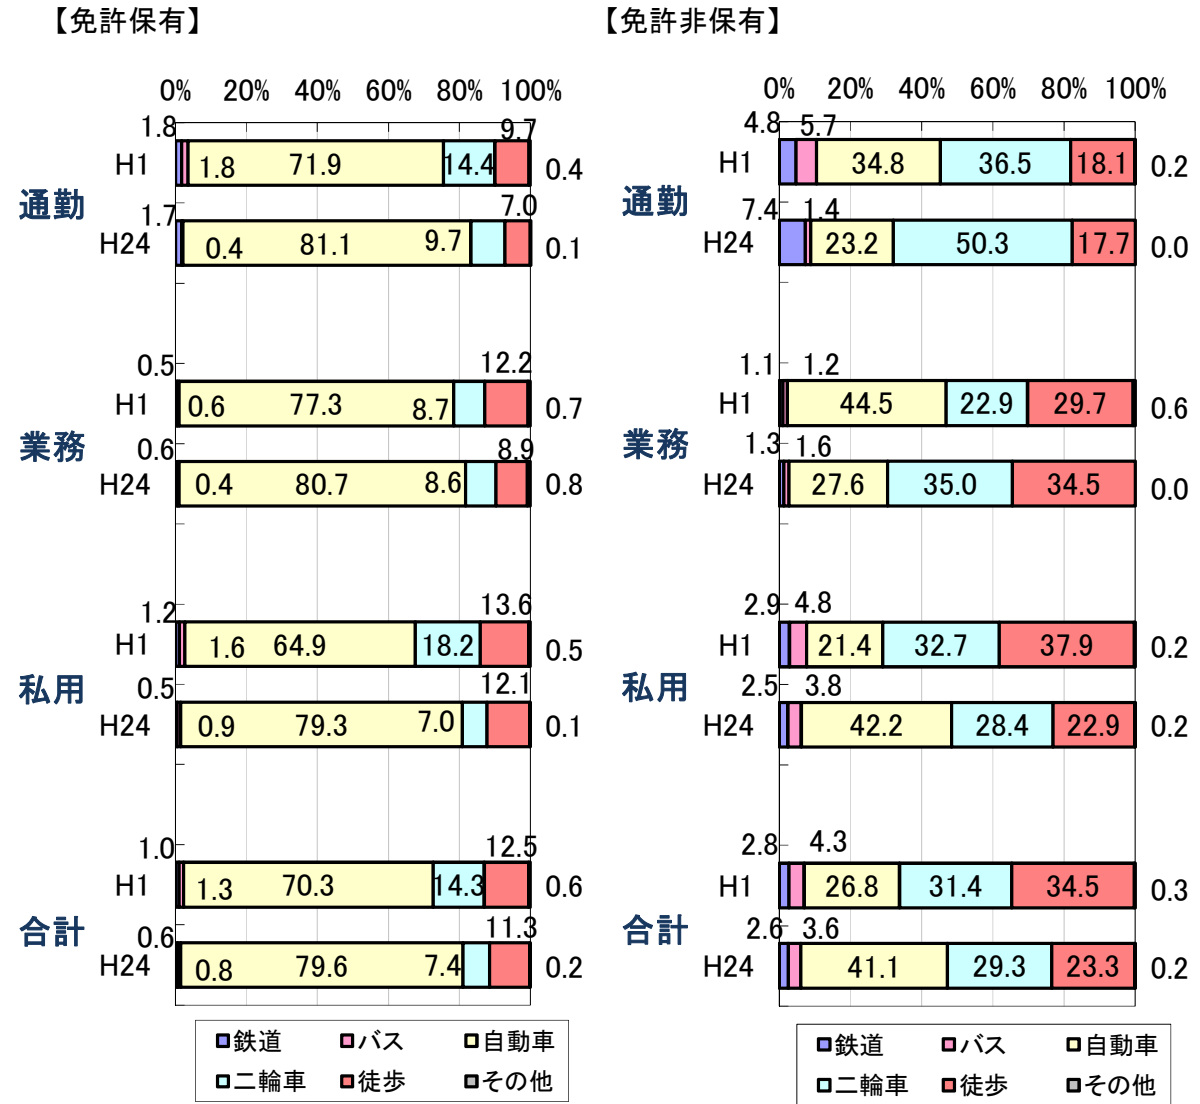 【免許保有】
0% 20% 40% 60% 80% 100%
通勤
H1 1.8 1.8 71.9 14.4 9.7 0.4
H24 1.7 0.4 81.1 9.7 7.0 0.1
業務
H1 0.5 0.6 77.3 8.7 12.2 0.7
H24 0.6 0.4 80.7 8.6 8.9 0.8
私用
H1 1.2 1.6 64.9 18.2 13.6 0.5
H24 0.5 0.9 79.3 7.0 12.1 0.1
合計
H1 1.0 1.3 70.3 14.3 12.5 0.6
H24 0.6 0.8 79.6 7.4 11.3 0.2
鉄道 バス 自動車
二輪車 徒歩 その他
【免許非保有】
0% 20% 40% 60% 80% 100%
通勤
H1 4.8 5.7 34.8 36.5 18.1 0.2
H24 7.4 1.4 23.2 50.3 17.7 0.0
業務
H1 1.1 1.2 44.5 22.9 29.7 0.6
H24 1.3 1.6 27.6 35.0 34.5 0.0
私用
H1 2.9 4.8 21.4 32.7 37.9 0.2
H24 2.5 3.8 42.2 28.4 22.9 0.2
合計
H1 2.8 4.3 26.8 31.4 34.5 0.3
H24 2.6 3.6 41.1 29.3 23.3 0.2
鉄道 バス 自動車
二輪車 徒歩 その他